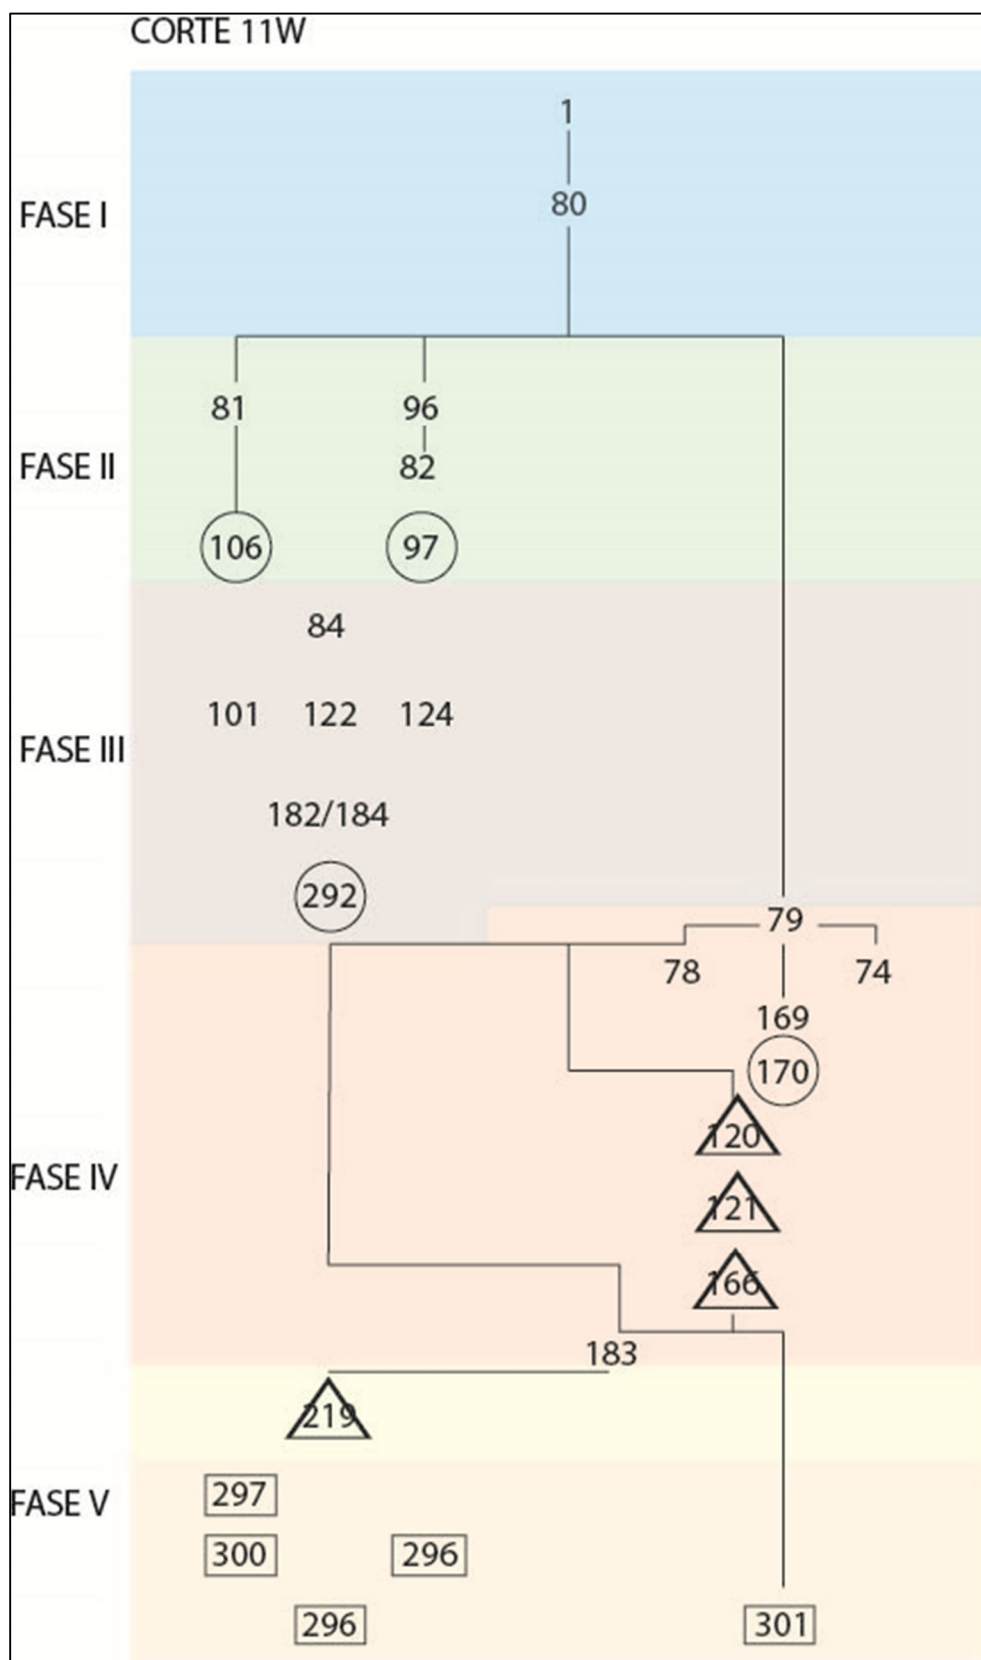 CORTE 11W
1
80
FASE I
81 96
82
FASE II
106 97
84
101 122 124
FASE III
182/184
292
79
78 74
169
170
120
FASE IV
121
166
183
219
297
FASE V
300 296
296 301